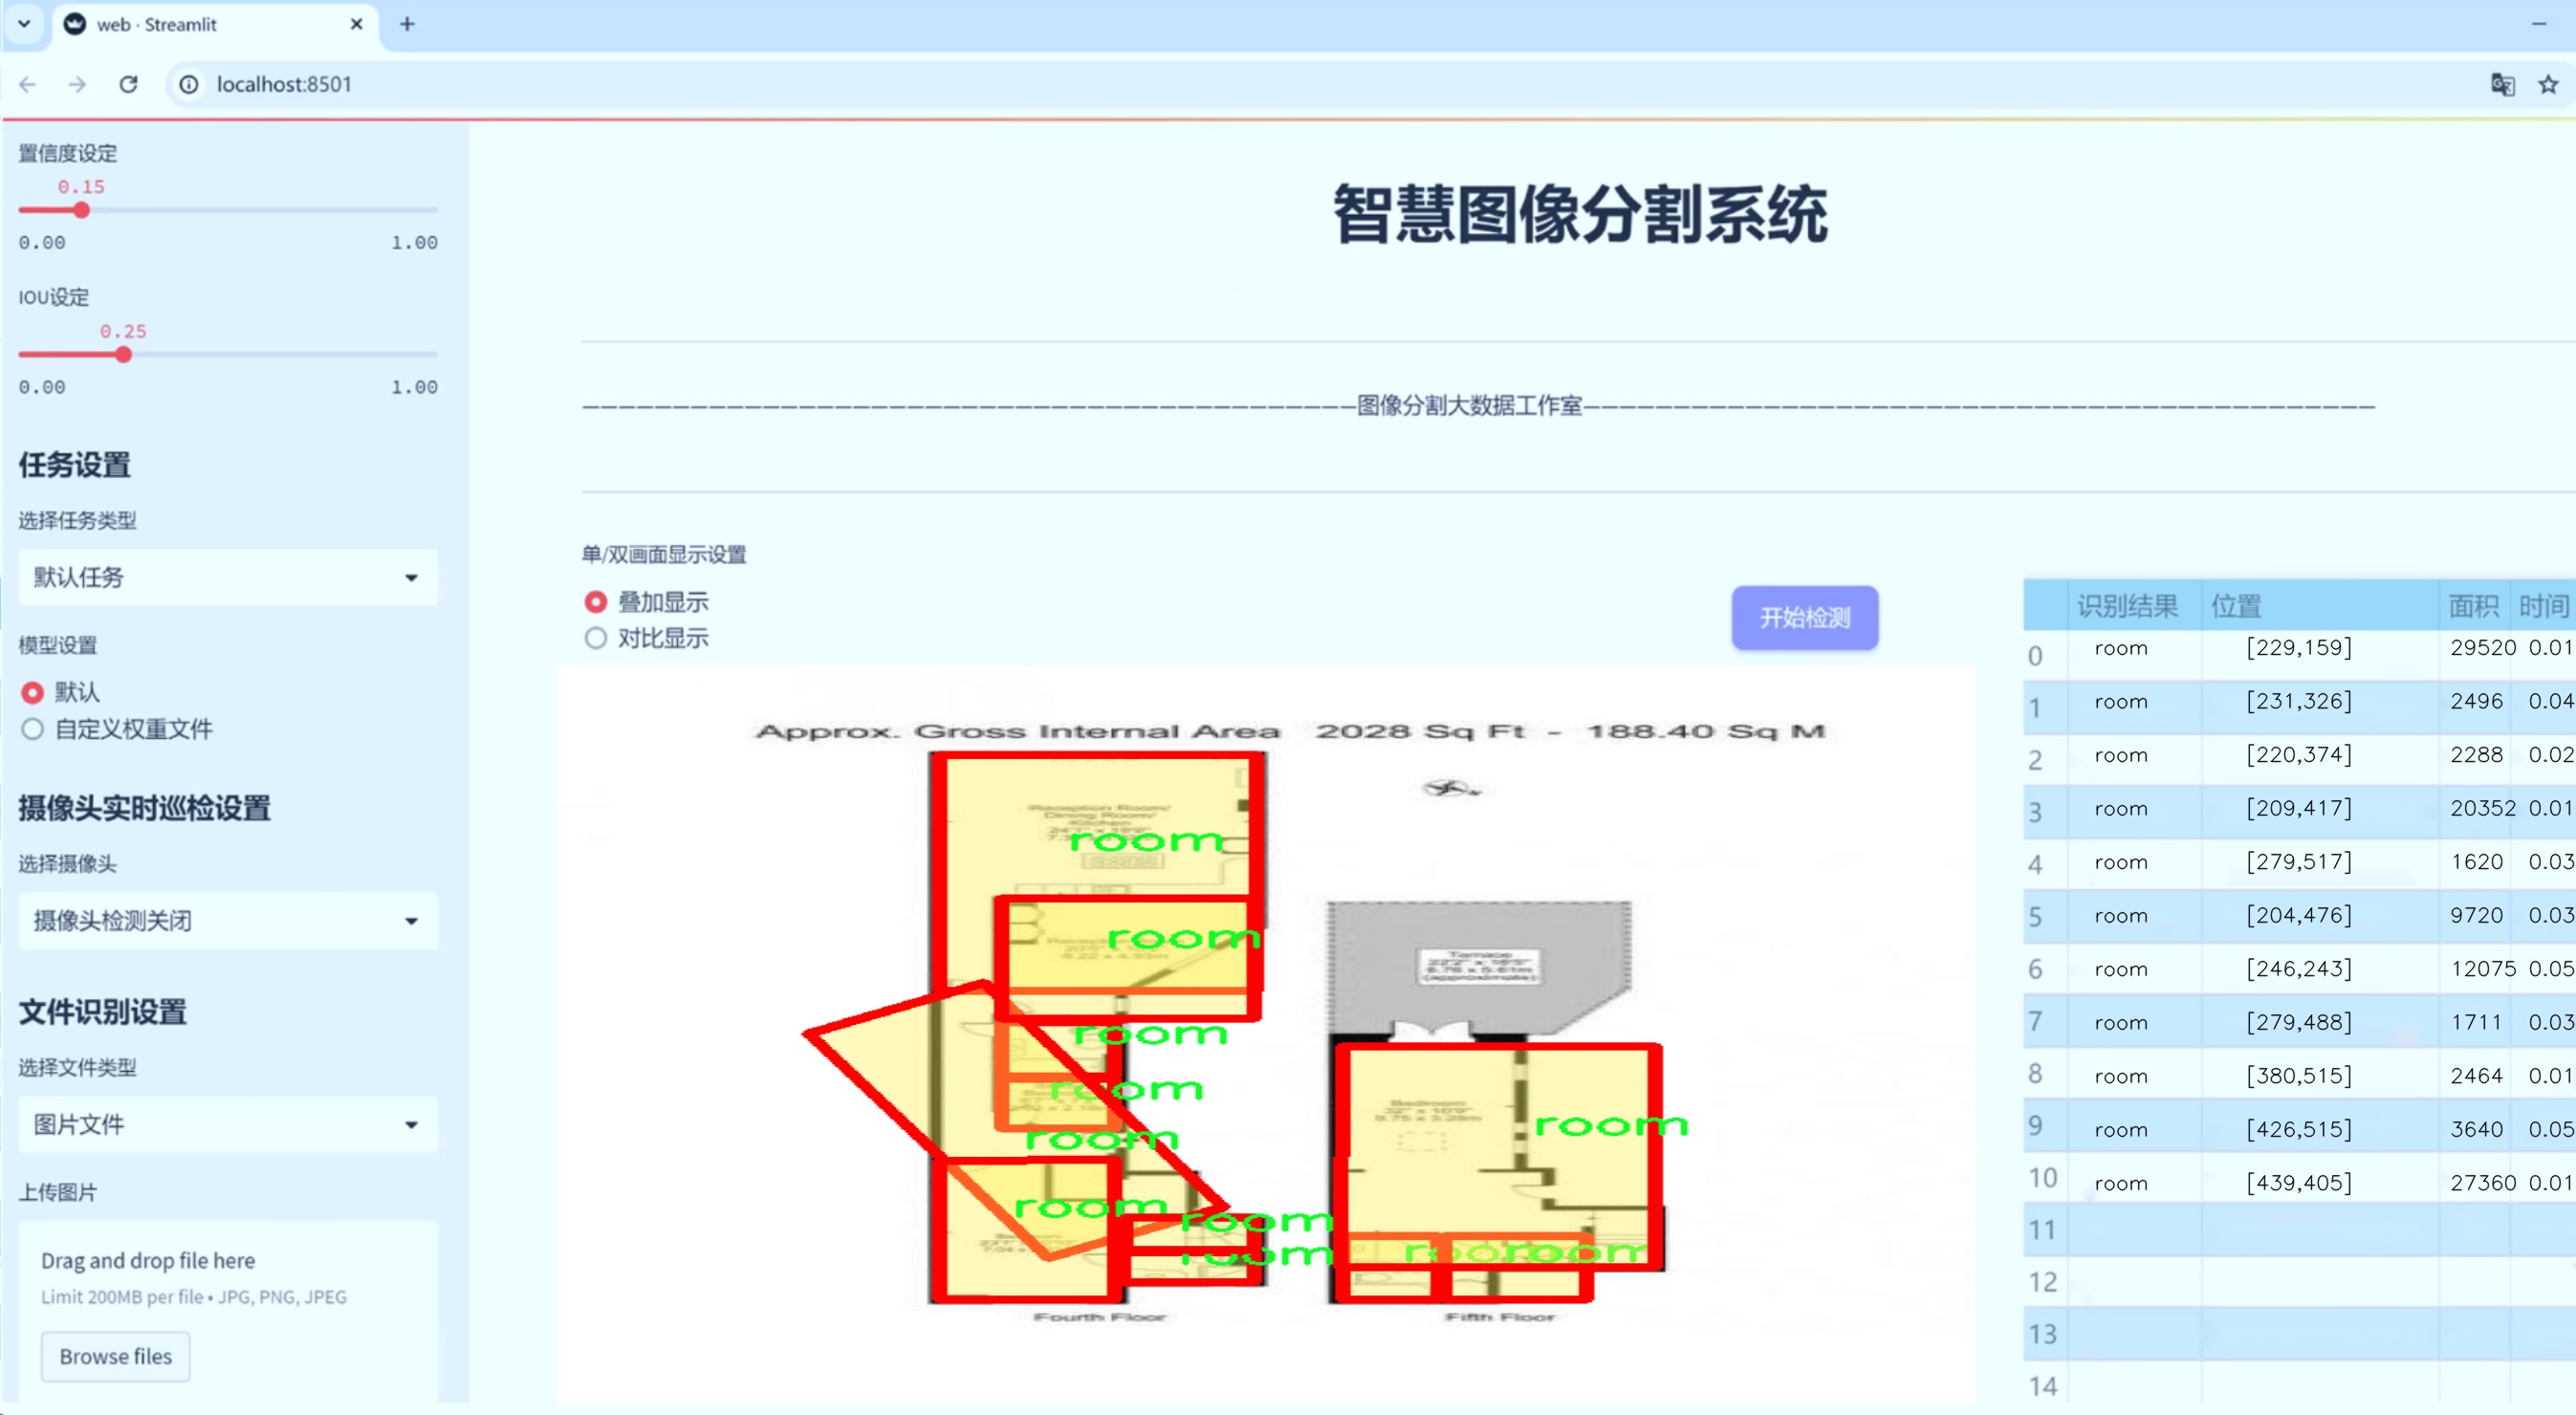 web · Streamlit
localhost:8501
置信度设定
0.15
0.00 1.00
IOU设定
0.25
0.00 1.00
任务设置
选择任务类型
默认任务
模型设置
默认
自定义权重文件
摄像头实时巡检设置
选择摄像头
摄像头检测关闭
文件识别设置
选择文件类型
图片文件
上传图片
Drag and drop file here
Limit 200MB per file • JPG, PNG, JPEG
Browse files
智慧图像分割系统
图像分割大数据工作室
单/双画面显示设置
叠加显示
对比显示
开始检测
Approx. Gross Internal Area 2028 Sq Ft - 188.40 Sq M
Reception Room/
Dining Room/
Kitchen
room
room
room
room
room
room
room
room
Terrace
(approximate)
Bedroom
room
room
room
Fourth Floor
Fifth Floor
识别结果 位置 面积 时间
0 room [229,159] 29520 0.01
1 room [231,326] 2496 0.04
2 room [220,374] 2288 0.02
3 room [209,417] 20352 0.01
4 room [279,517] 1620 0.03
5 room [204,476] 9720 0.03
6 room [246,243] 12075 0.05
7 room [279,488] 1711 0.03
8 room [380,515] 2464 0.01
9 room [426,515] 3640 0.05
10 room [439,405] 27360 0.01
11
12
13
14